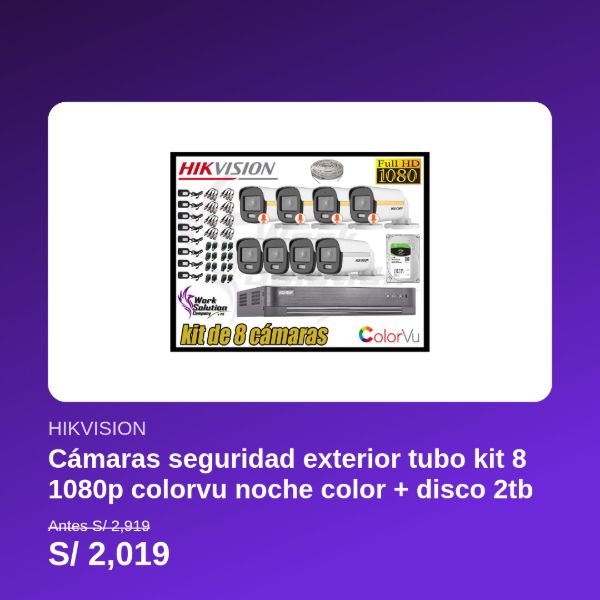 HIKVISION
Full HD
1080
Work
Solution
Company
kit de 8 cámaras
ColorVu
HIKVISION
Cámaras seguridad exterior tubo kit 8
1080p colorvu noche color + disco 2tb
Antes S/ 2,919
S/ 2,019